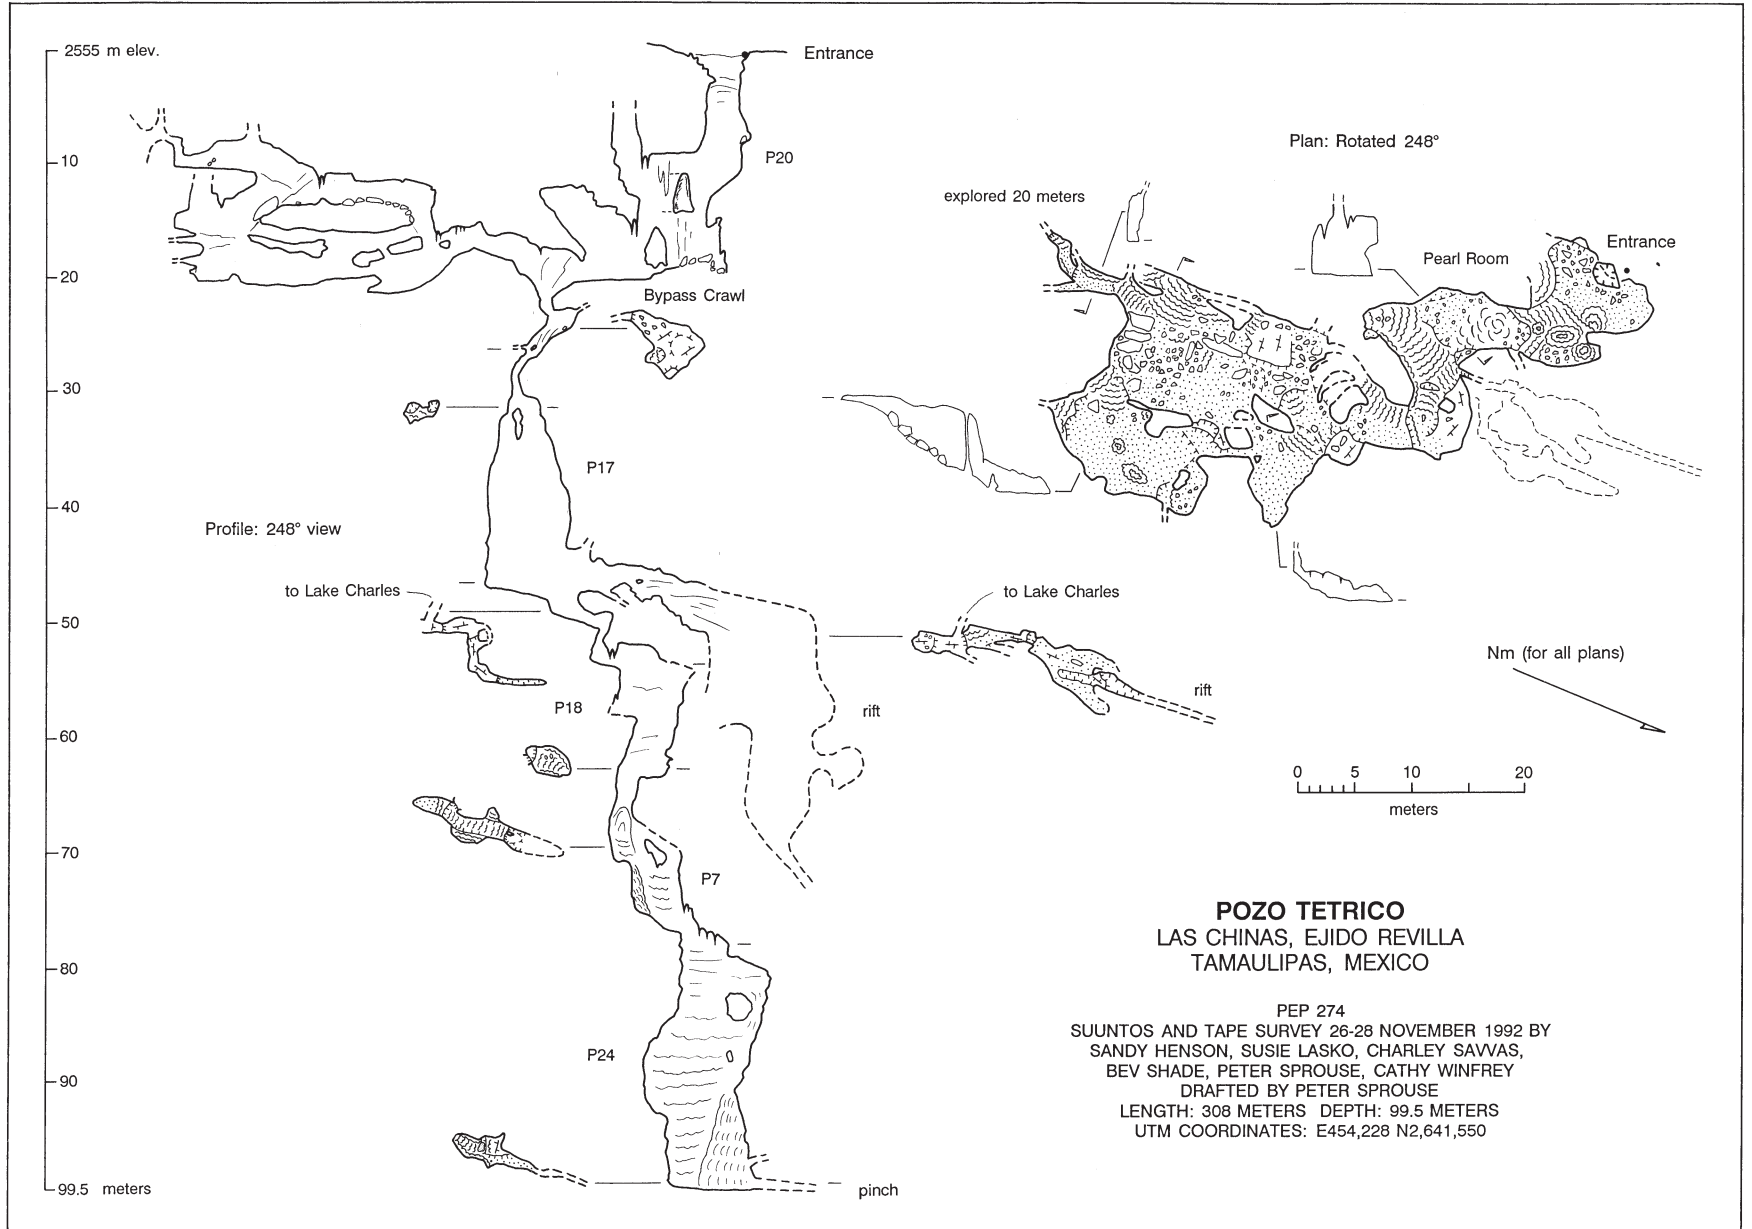 2555 m elev.
Entrance
10
P20
20
Bypass Crawl
30
P17
40
Profile: 248° view
to Lake Charles
50
P18
rift
60
70
P7
80
P24
90
99.5 meters
pinch
Plan: Rotated 248°
explored 20 meters
Pearl Room
Entrance
to Lake Charles
rift
Nm (for all plans)
0 5 10 20
meters
POZO TETRICO
LAS CHINAS, EJIDO REVILLA
TAMAULIPAS, MEXICO
PEP 274
SUUNTOS AND TAPE SURVEY 26-28 NOVEMBER 1992 BY
SANDY HENSON, SUSIE LASKO, CHARLEY SAVVAS,
BEV SHADE, PETER SPROUSE, CATHY WINFREY
DRAFTED BY PETER SPROUSE
LENGTH: 308 METERS DEPTH: 99.5 METERS
UTM COORDINATES: E454,228 N2,641,550